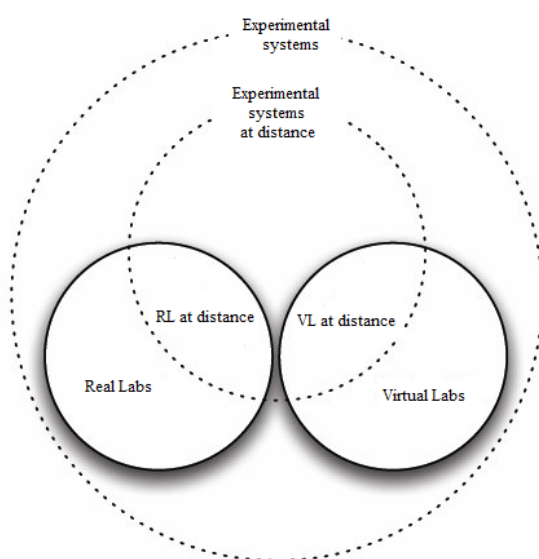 Experimental
systems
Experimental
systems
at distance
RL at distance
VL at distance
Real Labs
Virtual Labs